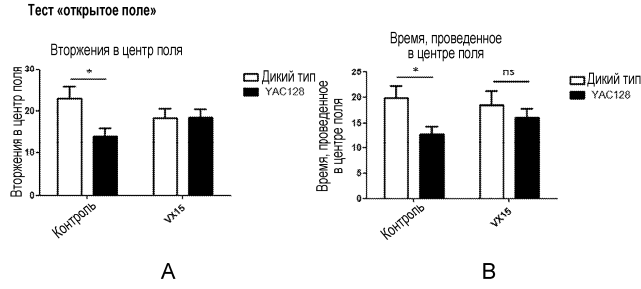 Тест «открытое поле»
Вторжения в центр поля
*
Вторжения в центр поля
30
20
10
0
Контроль
VX15
Дикий тип
YAC128
A
Время, проведенное
в центре поля
*
ns
Время, проведенное
в центре поля
25
20
15
10
5
0
Контроль
VX15
Дикий тип
YAC128
B